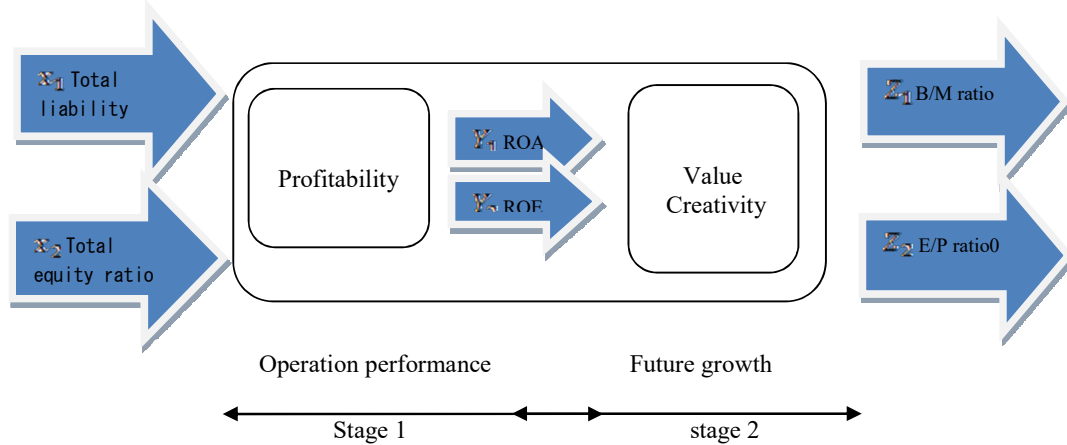 x₁ Total
liability
x₂ Total
equity ratio
Profitability
Y₁ ROA
Y₂ ROE
Value
Creativity
Z₁ B/M ratio
Z₂ E/P ratio0
Operation performance
Future growth
Stage 1
stage 2